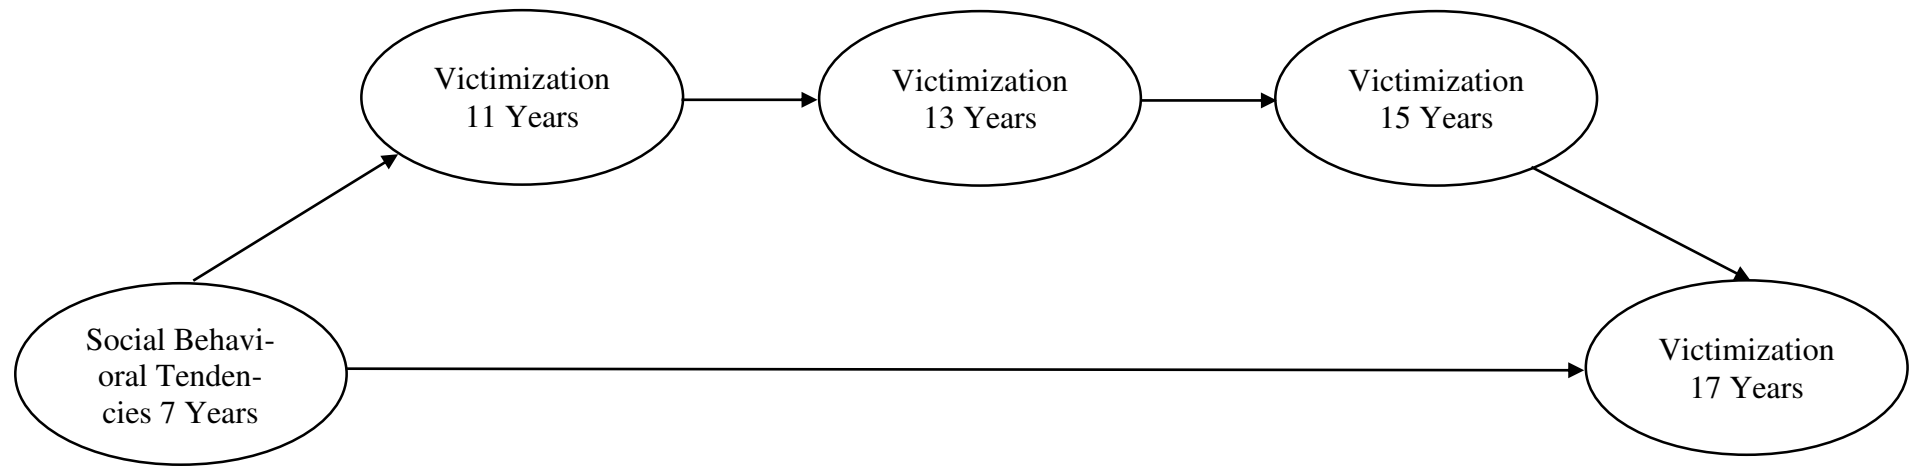 Victimization
11 Years
Victimization
13 Years
Victimization
15 Years
Social Behavi-
oral Tenden-
cies 7 Years
Victimization
17 Years